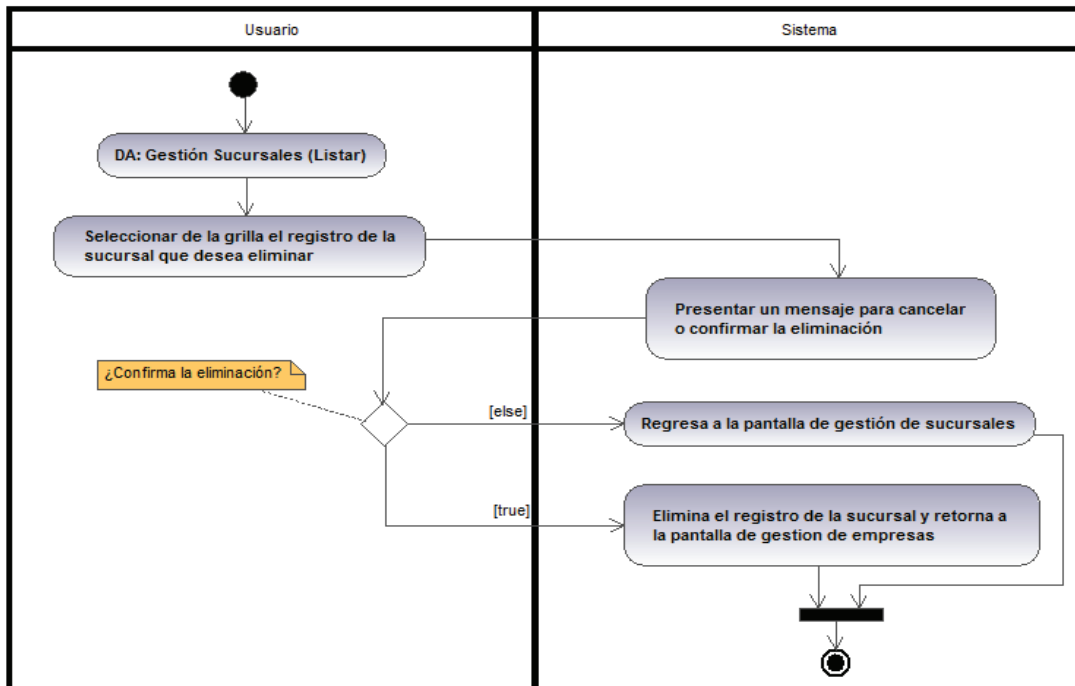 Usuario
Sistema
DA: Gestión Sucursales (Listar)
Seleccionar de la grilla el registro de la
sucursal que desea eliminar
Presentar un mensaje para cancelar
o confirmar la eliminación
¿Confirma la eliminación?
[else]
Regresa a la pantalla de gestión de sucursales
[true]
Elimina el registro de la sucursal y retorna a
la pantalla de gestion de empresas